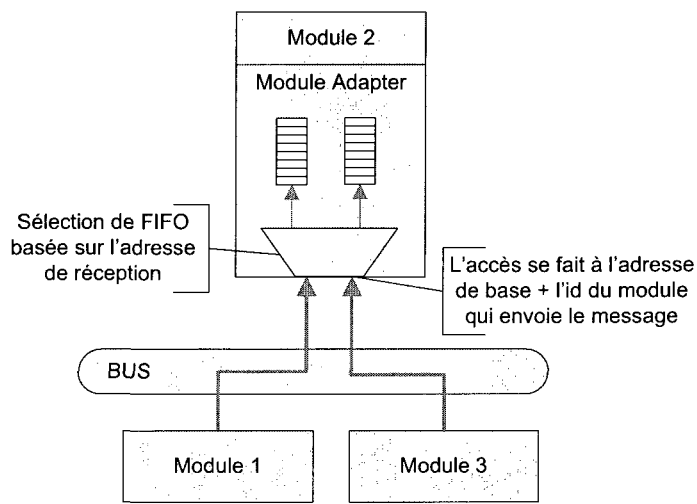 Module 2
Module Adapter
Sélection de FIFO
basée sur l'adresse
de réception
L'accès se fait à l'adresse
de base + l'id du module
qui envoie le message
BUS
Module 1
Module 3